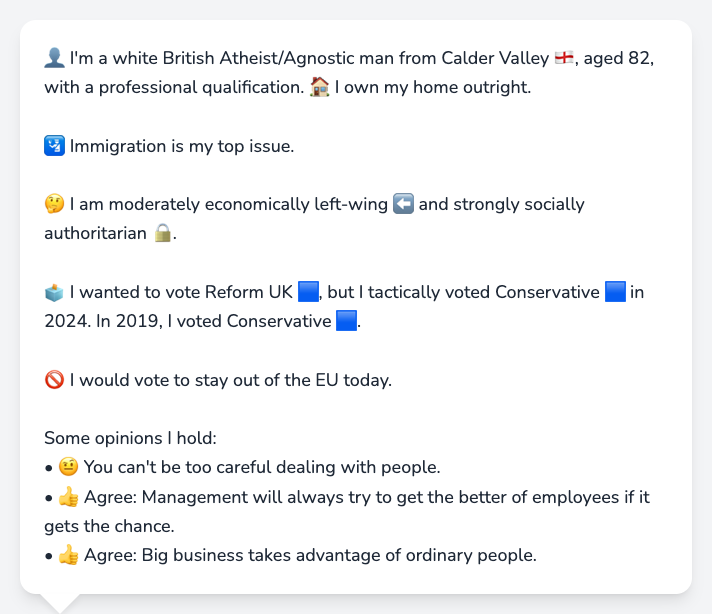 👤 I'm a white British Atheist/Agnostic man from Calder Valley 🏴󠁧󠁢󠁥󠁮󠁧󠁿, aged 82,
with a professional qualification. 🏠 I own my home outright.
🛂 Immigration is my top issue.
🤔 I am moderately economically left-wing ⬅️ and strongly socially
authoritarian 🔒.
🗳️ I wanted to vote Reform UK 🟦, but I tactically voted Conservative 🟦 in
2024. In 2019, I voted Conservative 🟦.
🚫 I would vote to stay out of the EU today.
Some opinions I hold:
• 🤨 You can't be too careful dealing with people.
• 👍 Agree: Management will always try to get the better of employees if it
gets the chance.
• 👍 Agree: Big business takes advantage of ordinary people.